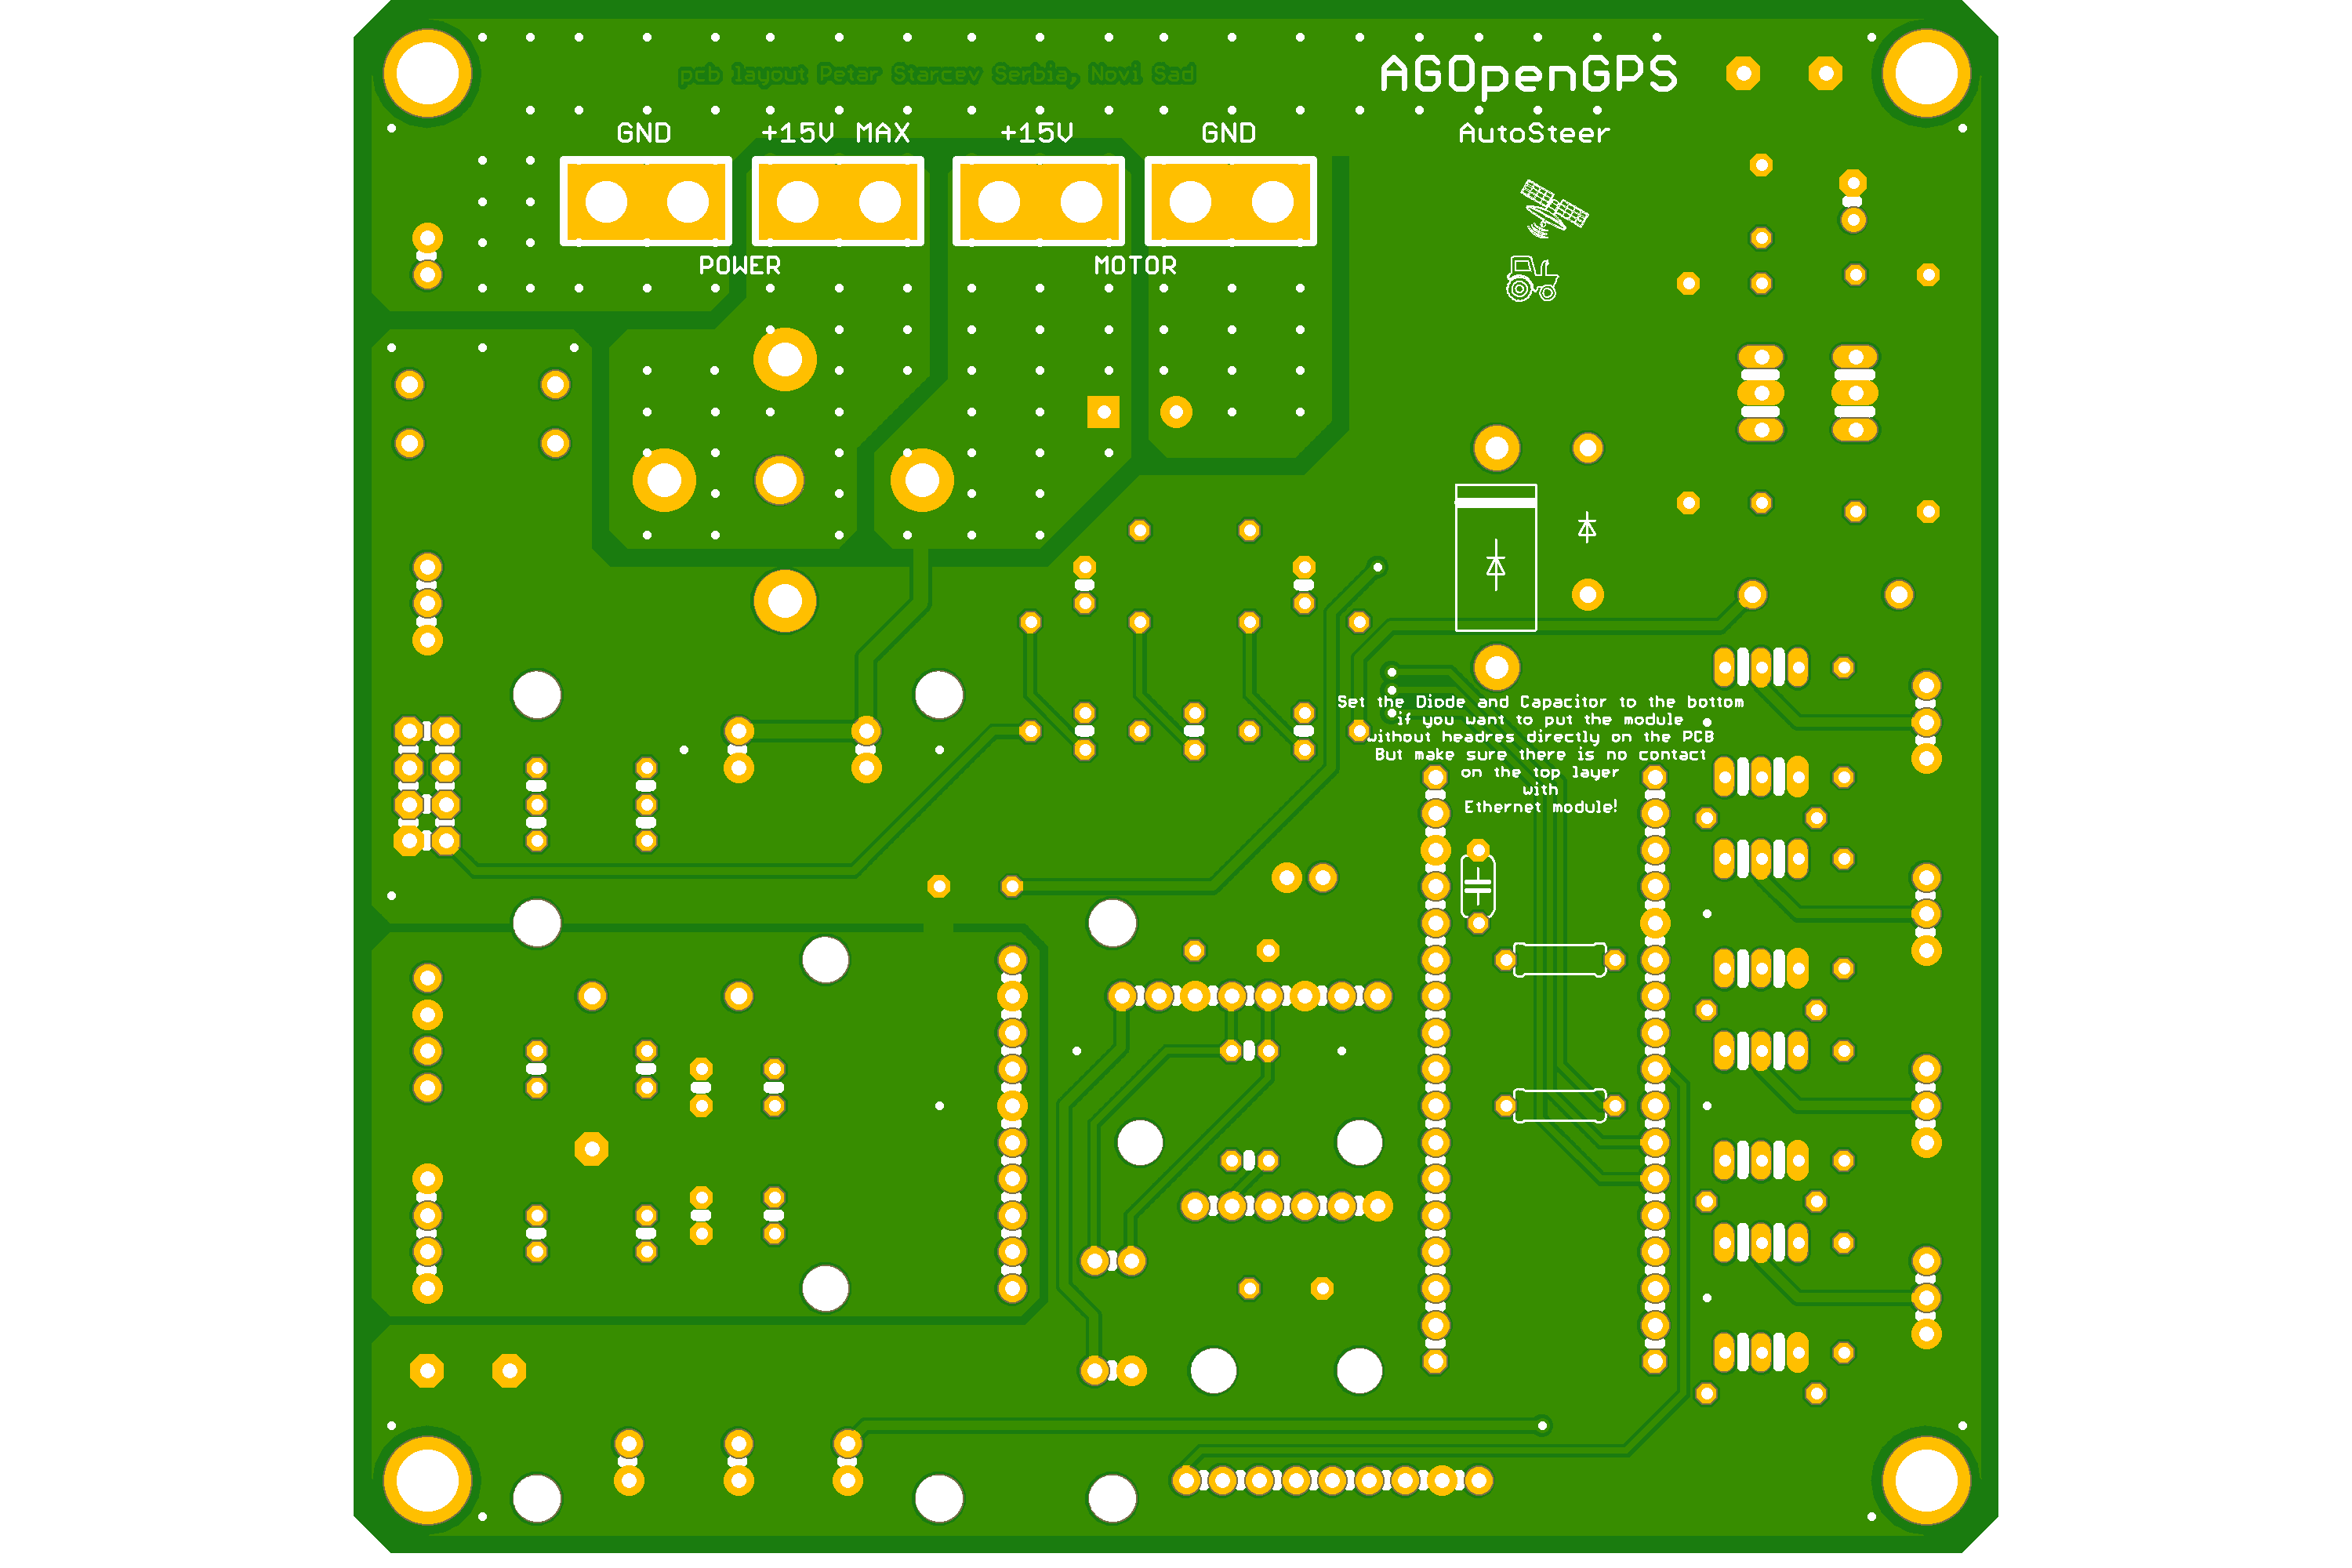 pcb layout Petar Starcev Serbia, Novi Sad
AGOpenGPS
GND
+15V MAX
+15V
GND
AutoSteer
POWER
MOTOR
Set the Diode and Capacitor to the bottom
if you want to put the module
without headres directly on the PCB
But make sure there is no contact
on the top layer
with
Ethernet module!